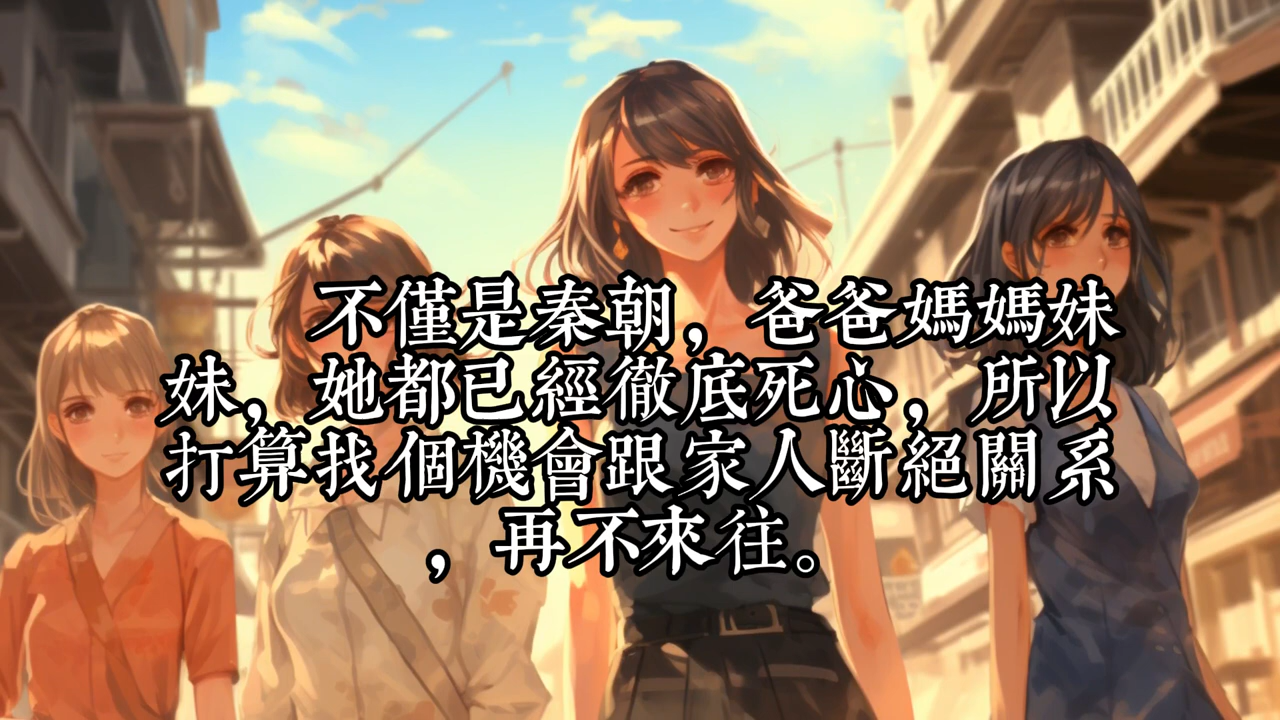 不僅是秦朝，爸爸媽媽妹
妹，她都已經徹底死心，所以
打算找個機會跟家人斷絕關系
，再不來往。